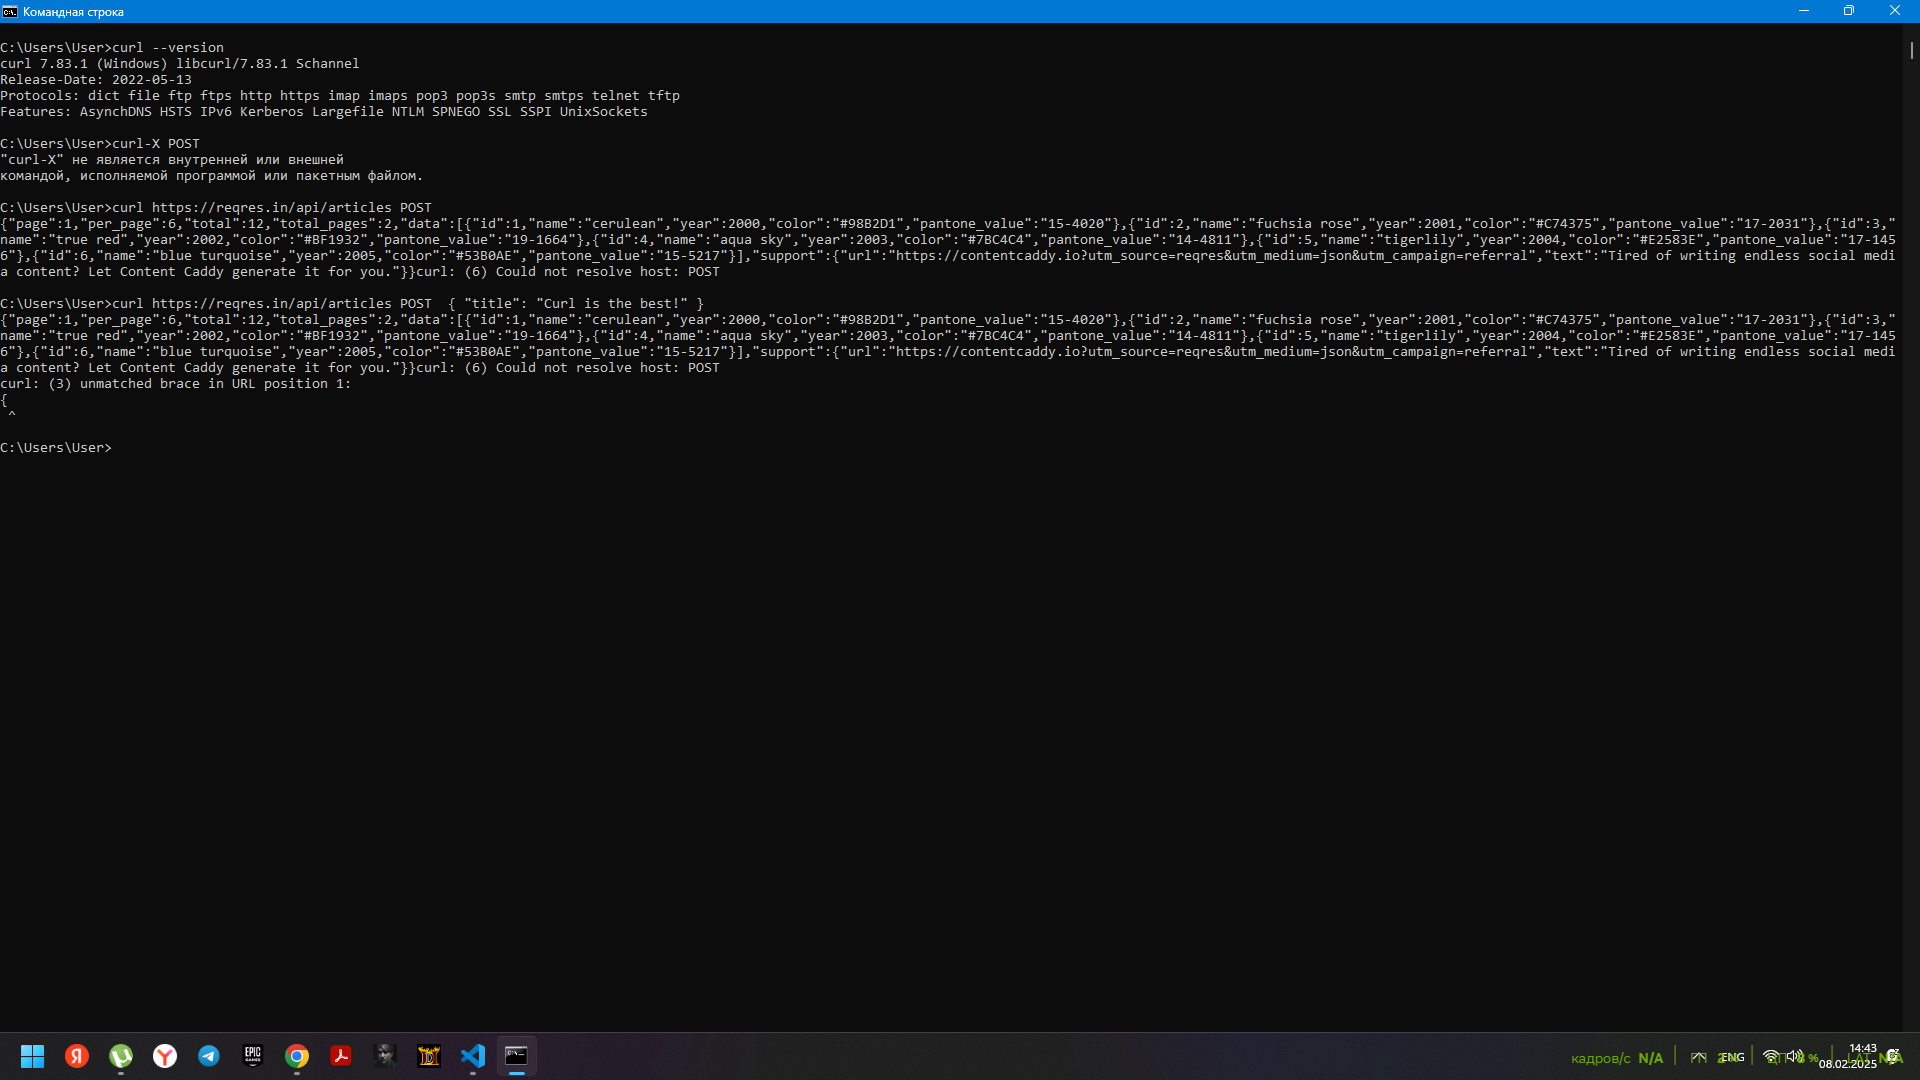 Командная строка
C:\Users\User>curl --version
curl 7.83.1 (Windows) libcurl/7.83.1 Schannel
Release-Date: 2022-05-13
Protocols: dict file ftp ftps http https imap imaps pop3 pop3s smtp smtps telnet tftp
Features: AsynchDNS HSTS IPv6 Kerberos Largefile NTLM SPNEGO SSL SSPI UnixSockets
C:\Users\User>curl-X POST
"curl-X" не является внутренней или внешней
командой, исполняемой программой или пакетным файлом.
C:\Users\User>curl https://reqres.in/api/articles POST
{"page":1,"per_page":6,"total":12,"total_pages":2,"data":[{"id":1,"name":"cerulean","year":2000,"color":"#98B2D1","pantone_value":"15-4020"},{"id":2,"name":"fuchsia rose","year":2001,"color":"#C74375","pantone_value":"17-2031"},{"id":3,"
name":"true red","year":2002,"color":"#BF1932","pantone_value":"19-1664"},{"id":4,"name":"aqua sky","year":2003,"color":"#7BC4C4","pantone_value":"14-4811"},{"id":5,"name":"tigerlily","year":2004,"color":"#E2583E","pantone_value":"17-145
6"},{"id":6,"name":"blue turquoise","year":2005,"color":"#53B0AE","pantone_value":"15-5217"}],"support":{"url":"https://contentcaddy.io?utm_source=reqres&utm_medium=json&utm_campaign=referral","text":"Tired of writing endless social medi
a content? Let Content Caddy generate it for you."}}curl: (6) Could not resolve host: POST
C:\Users\User>curl https://reqres.in/api/articles POST  { "title": "Curl is the best!" }
{"page":1,"per_page":6,"total":12,"total_pages":2,"data":[{"id":1,"name":"cerulean","year":2000,"color":"#98B2D1","pantone_value":"15-4020"},{"id":2,"name":"fuchsia rose","year":2001,"color":"#C74375","pantone_value":"17-2031"},{"id":3,"
name":"true red","year":2002,"color":"#BF1932","pantone_value":"19-1664"},{"id":4,"name":"aqua sky","year":2003,"color":"#7BC4C4","pantone_value":"14-4811"},{"id":5,"name":"tigerlily","year":2004,"color":"#E2583E","pantone_value":"17-145
6"},{"id":6,"name":"blue turquoise","year":2005,"color":"#53B0AE","pantone_value":"15-5217"}],"support":{"url":"https://contentcaddy.io?utm_source=reqres&utm_medium=json&utm_campaign=referral","text":"Tired of writing endless social medi
a content? Let Content Caddy generate it for you."}}curl: (6) Could not resolve host: POST
curl: (3) unmatched brace in URL position 1:
{
 ^
C:\Users\User>
EPIC GAMES
кадров/с N/A ENG 14:43
08.02.2025